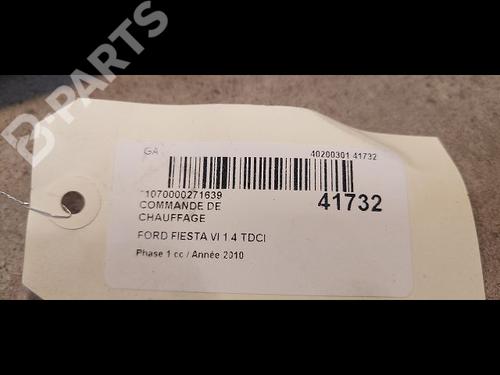 B-PARTS
GA
40200301 41732
*1070000271639
41732
COMMANDE DE
CHAUFFAGE
FORD FIESTA VI 1.4 TDCI
Phase 1 cc / Année 2010